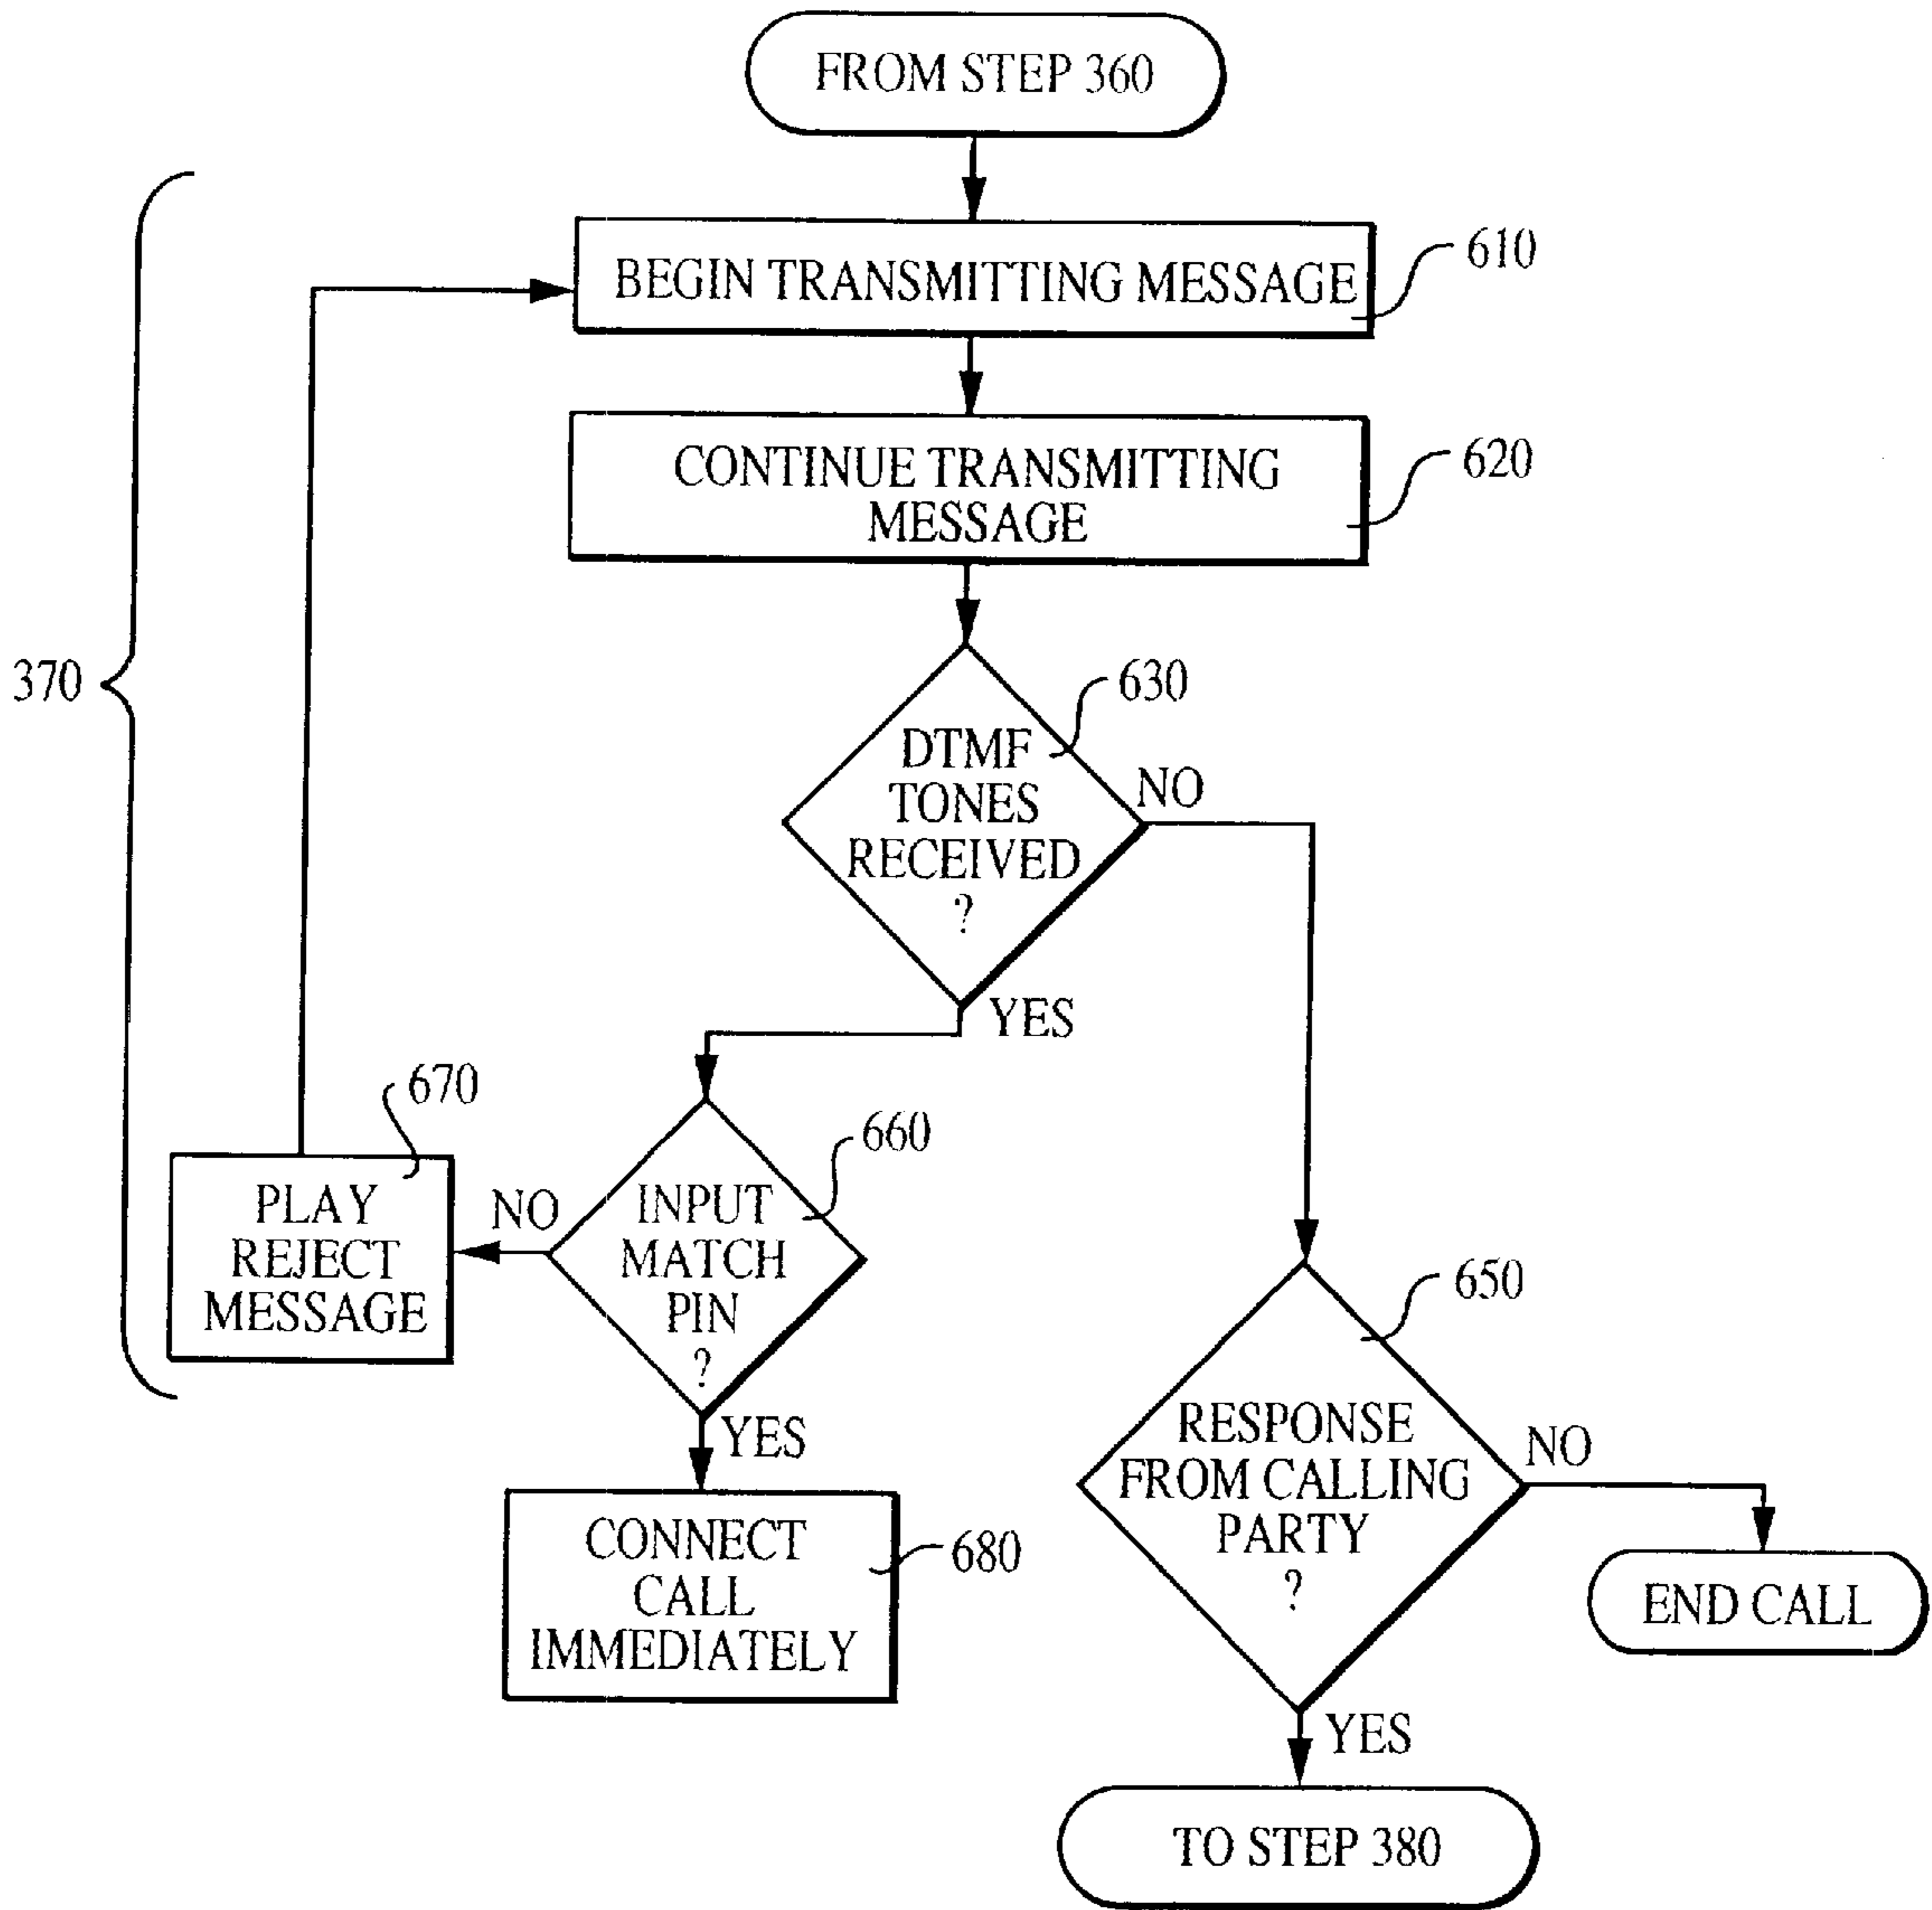 FROM STEP 360
BEGIN TRANSMITTING MESSAGE
610
CONTINUE TRANSMITTING
MESSAGE
620
370
630
DTMF
TONES
RECEIVED
?
NO
YES
670
660
PLAY
REJECT
MESSAGE
NO
INPUT
MATCH
PIN
?
650
YES
RESPONSE
FROM CALLING
PARTY
?
NO
CONNECT
CALL
IMMEDIATELY
680
END CALL
YES
TO STEP 380